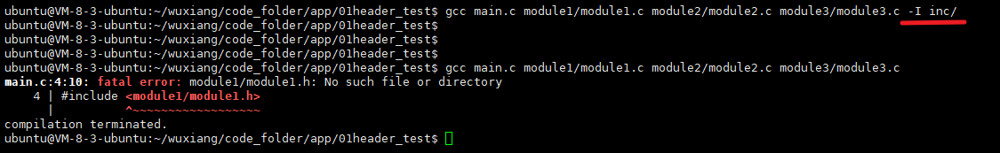 ubuntu@VM-8-3-ubuntu:~/wuxiang/code_folder/app/01header_test$ gcc main.c module1/module1.c module2/module2.c module3/module3.c -I inc/
ubuntu@VM-8-3-ubuntu:~/wuxiang/code_folder/app/01header_test$
ubuntu@VM-8-3-ubuntu:~/wuxiang/code_folder/app/01header_test$
ubuntu@VM-8-3-ubuntu:~/wuxiang/code_folder/app/01header_test$
ubuntu@VM-8-3-ubuntu:~/wuxiang/code_folder/app/01header_test$ gcc main.c module1/module1.c module2/module2.c module3/module3.c
main.c:4:10: fatal error: module1/module1.h: No such file or directory
    4 | #include <module1/module1.h>
      |          ^~~~~~~~~~~~~~~~~~~
compilation terminated.
ubuntu@VM-8-3-ubuntu:~/wuxiang/code_folder/app/01header_test$